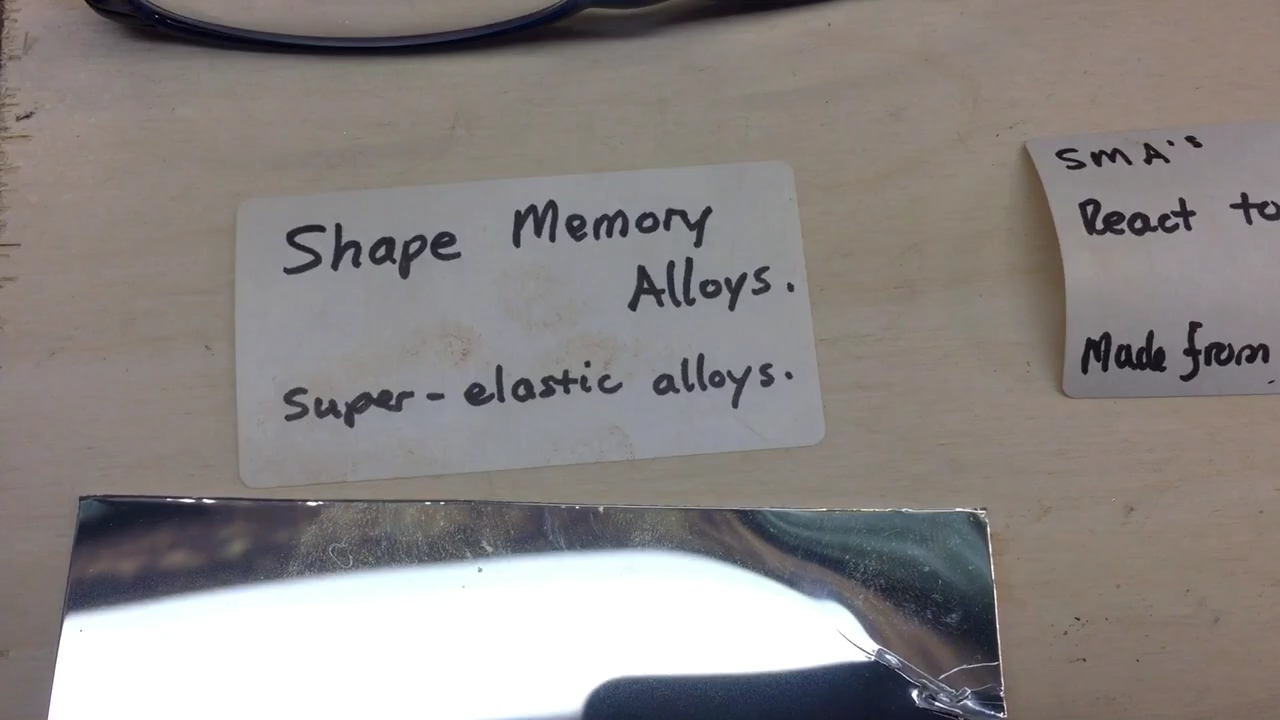 Shape Memory
Alloys.
Super-elastic alloys.
SMA's
React to
Made from